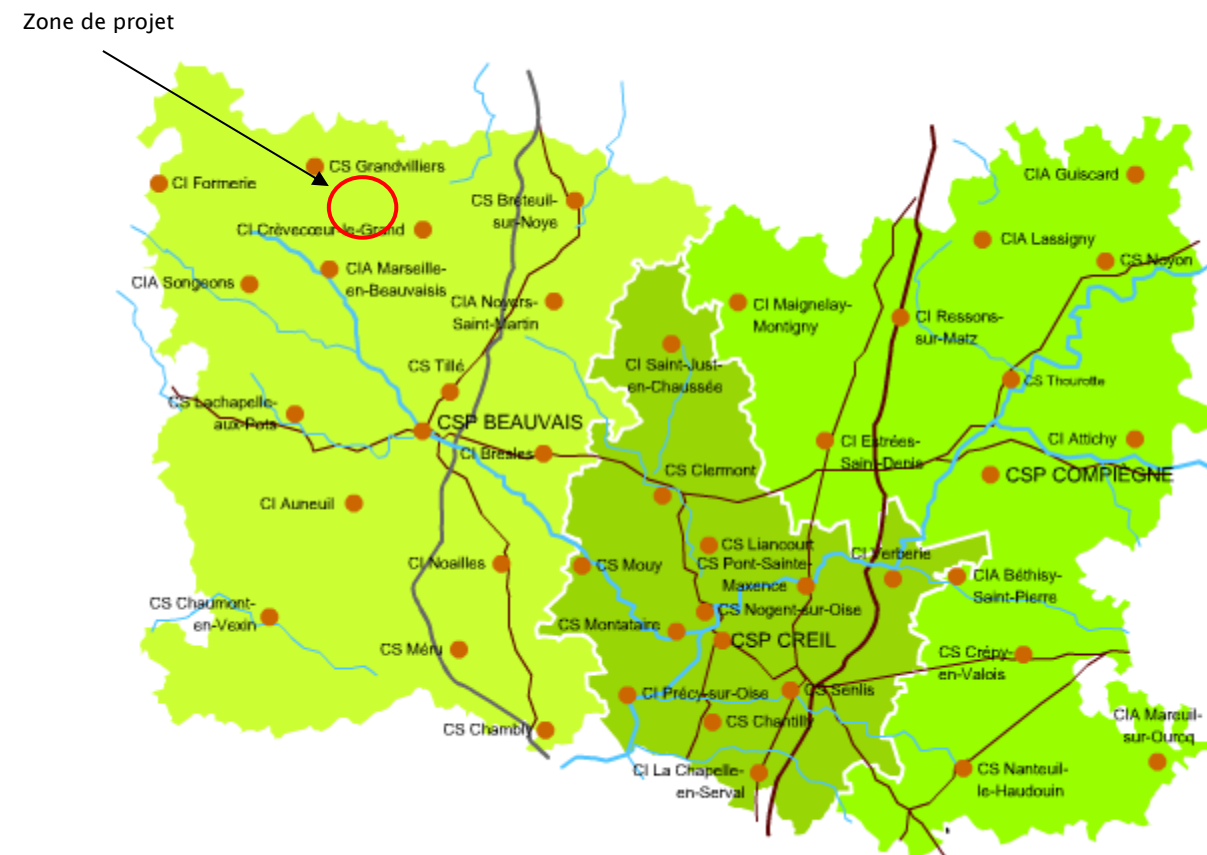 Zone de projet
CS Grandvilliers
CI Formerie
CS Breteuil-
sur-Noye
CI Crèvecœur-le-Grand
CIA Marseille-
en-Beauvaisis
CIA Songeons
CIA Noyers-
Saint-Martin
CS Tillé
CS Lachapelle-
aux-Pots
CSP BEAUVAIS
CI Bresles
CI Auneuil
CI Noailles
CS Chaumont-
en-Vexin
CS Méru
CS Chambly
CI Saint-Just-
en-Chaussée
CS Clermont
CS Liancourt
CS Mouy
CS Pont-Sainte-
Maxence
CI Verberie
CS Nogent-sur-Oise
CS Montataire
CSP CREIL
CI Précy-sur-Oise
CS Senlis
CS Chantilly
CI La Chapelle-
en-Serval
CIA Guiscard
CIA Lassigny
CS Noyon
CI Maignelay-
Montigny
CI Ressons-
sur-Matz
CS Thourotte
CI Estrées-
Saint-Denis
CI Attichy
CSP COMPIÈGNE
CIA Béthisy-
Saint-Pierre
CS Crépy-
en-Valois
CIA Mareuil-
sur-Ourcq
CS Nanteuil-
le-Haudouin